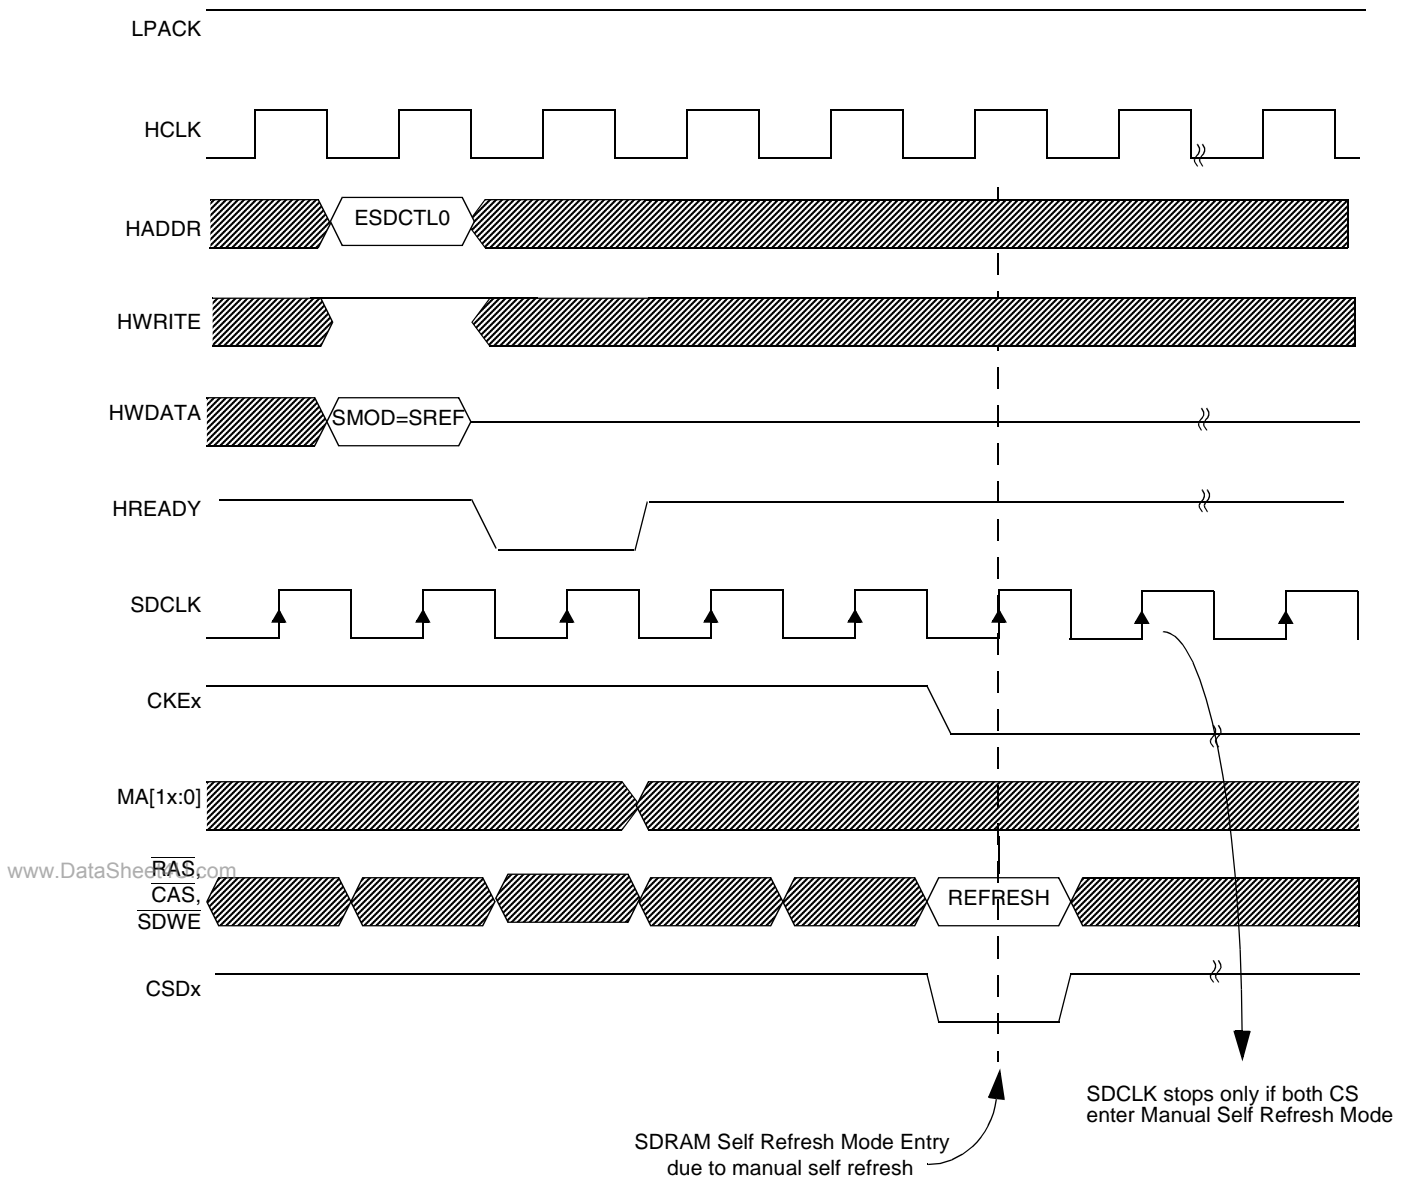 LPACK
HCLK
HADDR
ESDCTL0
HWRITE
HWDATA
SMOD=SREF
HREADY
SDCLK
CKEx
MA[1x:0]
www.DataSheet4U.com
RAS,
CAS,
SDWE
REFRESH
CSDx
SDCLK stops only if both CS
enter Manual Self Refresh Mode
SDRAM Self Refresh Mode Entry
due to manual self refresh